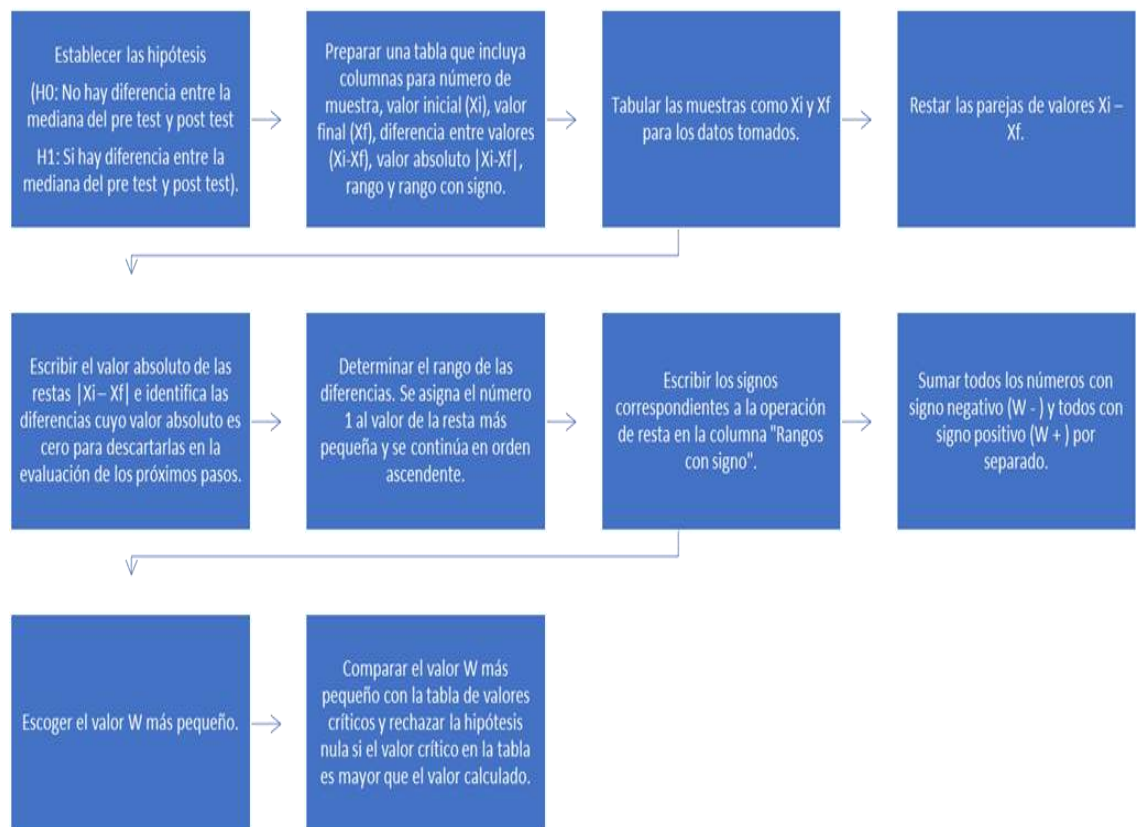 Establecer las hipótesis
(H0: No hay diferencia entre la
mediana del pre test y post test
H1: Si hay diferencia entre la
mediana del pre test y post test).
Preparar una tabla que incluya
columnas para número de
muestra, valor inicial (Xi), valor
final (Xf), diferencia entre valores
(Xi-Xf), valor absoluto |Xi-Xf|,
rango y rango con signo.
Tabular las muestras como Xi y Xf
para los datos tomados.
Restar las parejas de valores Xi –
Xf.
Escribir el valor absoluto de las
restas |Xi – Xf| e identifica las
diferencias cuyo valor absoluto es
cero para descartarlas en la
evaluación de los próximos pasos.
Determinar el rango de las
diferencias. Se asigna el número
1 al valor de la resta más
pequeña y se continúa en orden
ascendente.
Escribir los signos
correspondientes a la operación
de resta en la columna "Rangos
con signo".
Sumar todos los números con
signo negativo (W - ) y todos con
signo positivo (W + ) por
separado.
Escoger el valor W más pequeño.
Comparar el valor W más
pequeño con la tabla de valores
críticos y rechazar la hipótesis
nula si el valor crítico en la tabla
es mayor que el valor calculado.